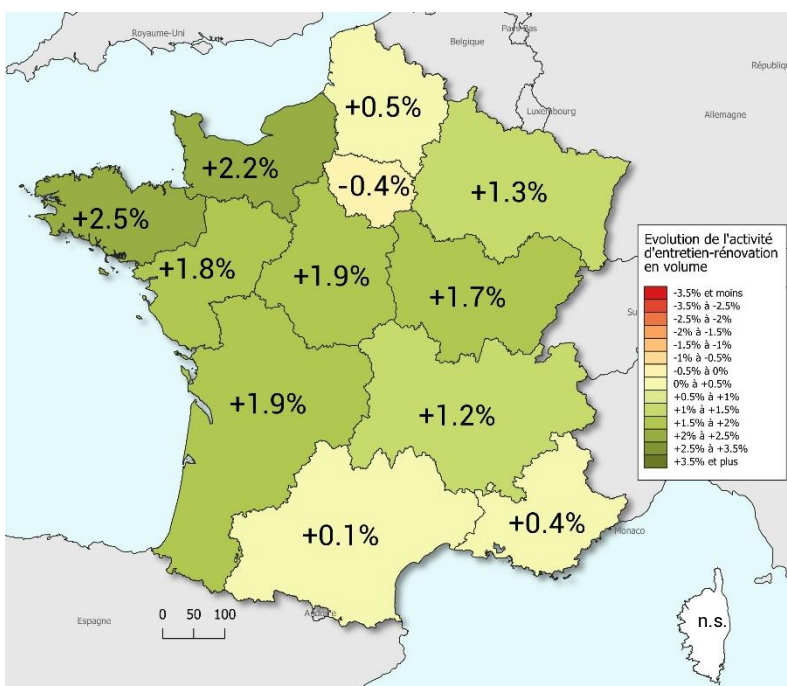 Royaume-Uni
Belgique
Pays-Bas
Républiqu
Luxembourg
Allemagne
+0.5%
+2.2%
-0.4%
+1.3%
+2.5%
+1.8%
+1.9%
+1.7%
Su
+1.9%
+1.2%
+0.1%
+0.4%
Monaco
Espagne
0 50 100
n.s.
Evolution de l'activité
d'entretien-rénovation
en volume
-3.5% et moins
-3.5% à -2.5%
-2.5% à -2%
-2% à -1.5%
-1.5% à -1%
-1% à -0.5%
-0.5% à 0%
0% à +0.5%
+0.5% à +1%
+1% à +1.5%
+1.5% à +2%
+2% à +2.5%
+2.5% à +3.5%
+3.5% et plus